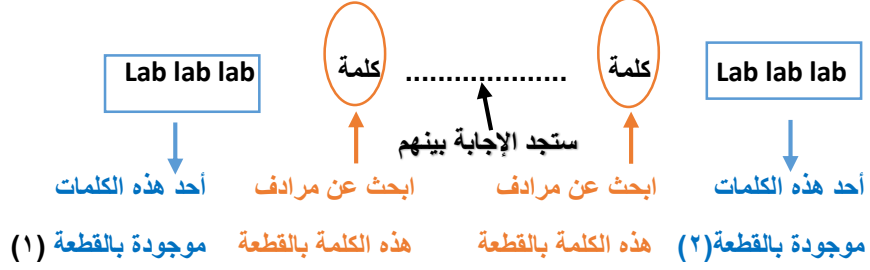 Lab lab lab كلمة .................... كلمة Lab lab lab
ستجد الإجابة بينهم
أحد هذه الكلمات ابحث عن مرادف ابحث عن مرادف أحد هذه الكلمات
موجودة بالقطعة(٢) هذه الكلمة بالقطعة هذه الكلمة بالقطعة موجودة بالقطعة (١)